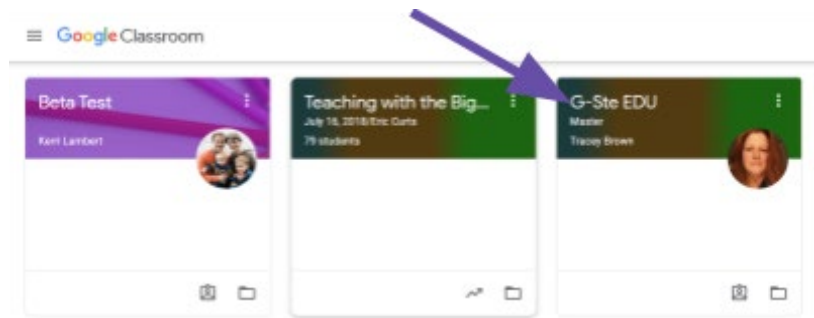 Google Classroom
Beta Test
Kerri Lambert
Teaching with the Big...
July 16, 2018/Eric Curts
79 students
G-Ste EDU
Master
Tracey Brown